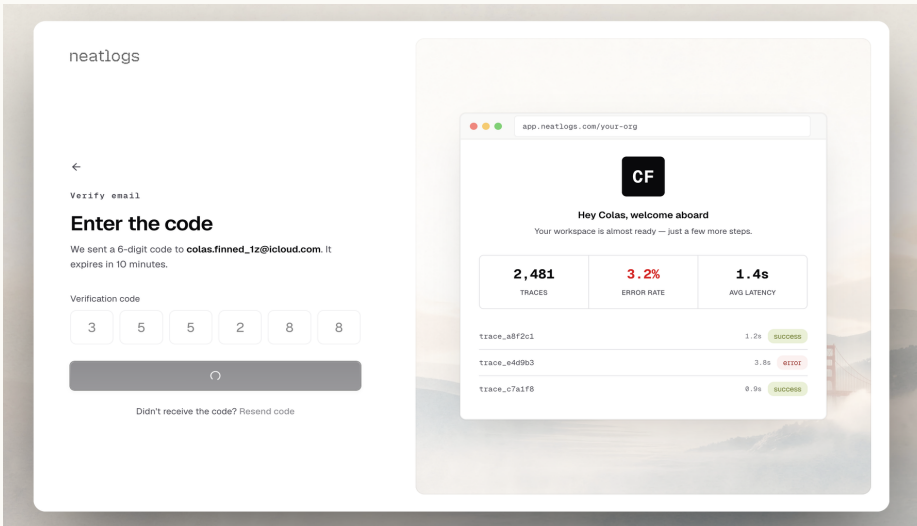 neatlogs
←
Verify email
Enter the code
We sent a 6-digit code to colas.finned_1z@icloud.com. It
expires in 10 minutes.
Verification code
3 5 5 2 8 8
Didn't receive the code? Resend code
app.neatlogs.com/your-org
CF
Hey Colas, welcome aboard
Your workspace is almost ready — just a few more steps.
2,481 3.2% 1.4s
TRACES ERROR RATE AVG LATENCY
trace_a8f2c1 1.2s success
trace_e4d9b3 3.8s error
trace_c7a1f8 0.9s success